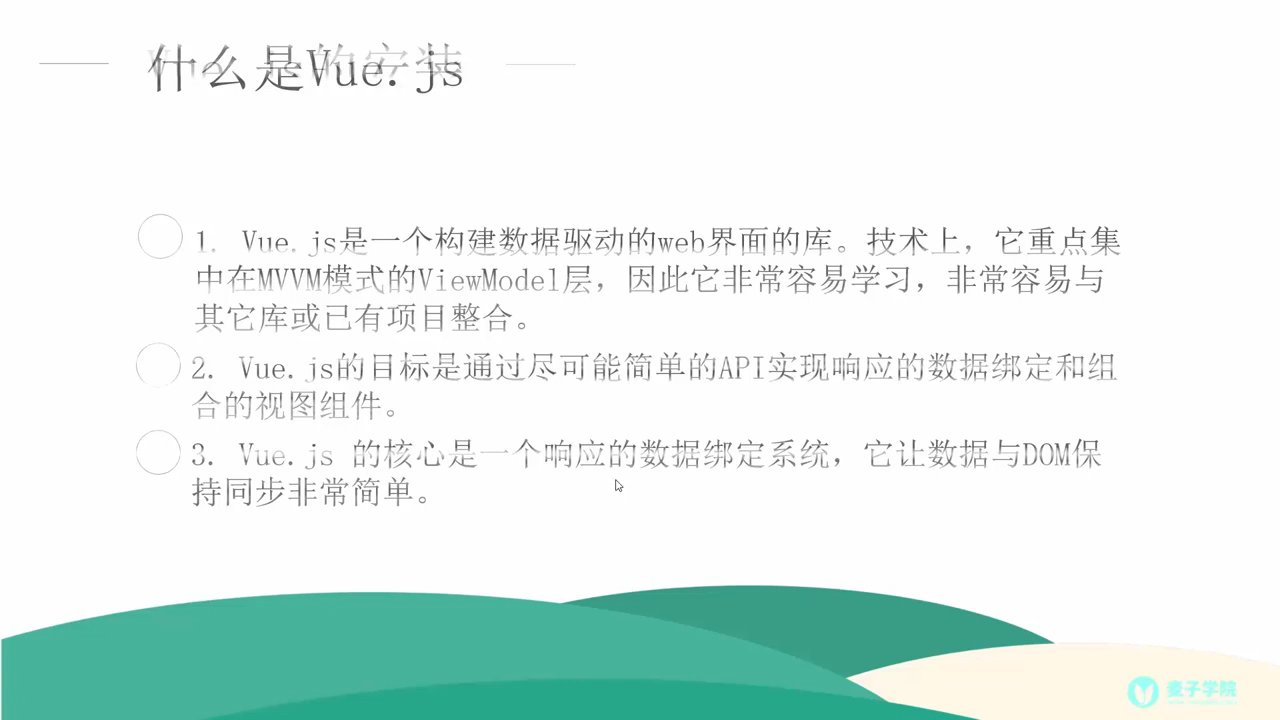 什么是Vue.js
的安装
1. Vue.js是一个构建数据驱动的web界面的库。技术上，它重点集
中在MVVM模式的ViewModel层，因此它非常容易学习，非常容易与
其它库或已有项目整合。
2. Vue.js的目标是通过尽可能简单的API实现响应的数据绑定和组
合的视图组件。
3. Vue.js 的核心是一个响应的数据绑定系统，它让数据与DOM保
持同步非常简单。
麦子学院